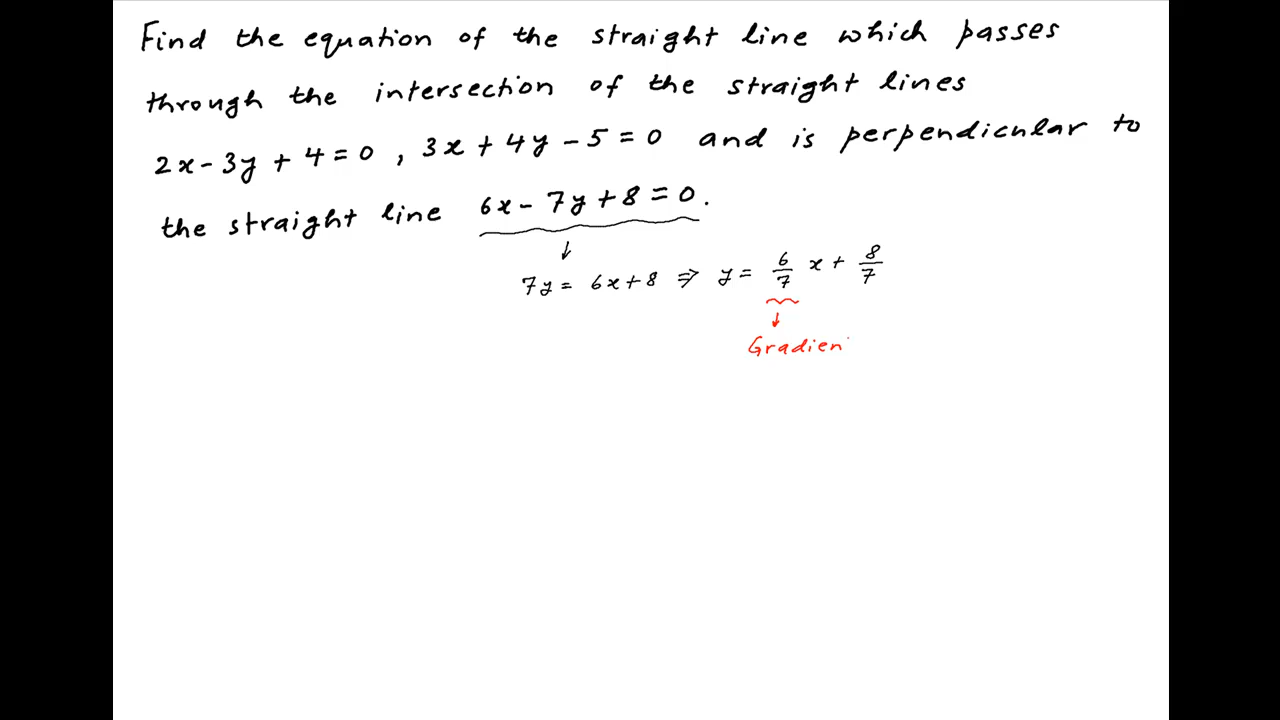 Find the equation of the straight line which passes
through the intersection of the straight lines
2x - 3y + 4 = 0 , 3x + 4y - 5 = 0 and is perpendicular to
the straight line 6x - 7y + 8 = 0.
7y = 6x + 8 ⇒ y = 6/7 x + 8/7
Gradien